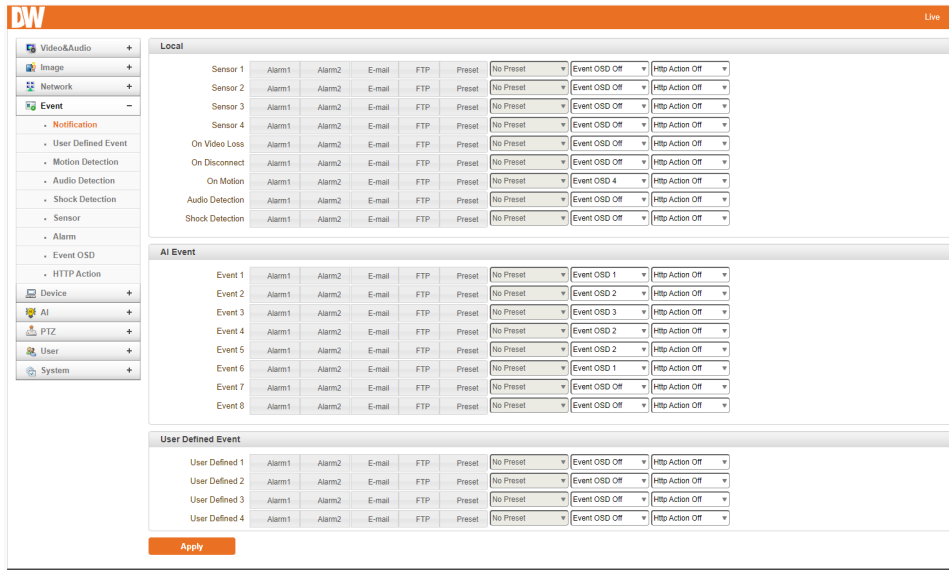 DW Live
Video&Audio +
Image +
Network +
Event −
Notification
User Defined Event
Motion Detection
Audio Detection
Shock Detection
Sensor
Alarm
Event OSD
HTTP Action
Device +
AI +
PTZ +
User +
System +
Local
Sensor 1 Alarm1 Alarm2 E-mail FTP Preset No Preset Event OSD Off Http Action Off
Sensor 2 Alarm1 Alarm2 E-mail FTP Preset No Preset Event OSD Off Http Action Off
Sensor 3 Alarm1 Alarm2 E-mail FTP Preset No Preset Event OSD Off Http Action Off
Sensor 4 Alarm1 Alarm2 E-mail FTP Preset No Preset Event OSD Off Http Action Off
On Video Loss Alarm1 Alarm2 E-mail FTP Preset No Preset Event OSD Off Http Action Off
On Disconnect Alarm1 Alarm2 E-mail FTP Preset No Preset Event OSD Off Http Action Off
On Motion Alarm1 Alarm2 E-mail FTP Preset No Preset Event OSD 4 Http Action Off
Audio Detection Alarm1 Alarm2 E-mail FTP Preset No Preset Event OSD Off Http Action Off
Shock Detection Alarm1 Alarm2 E-mail FTP Preset No Preset Event OSD Off Http Action Off
AI Event
Event 1 Alarm1 Alarm2 E-mail FTP Preset No Preset Event OSD 1 Http Action Off
Event 2 Alarm1 Alarm2 E-mail FTP Preset No Preset Event OSD 2 Http Action Off
Event 3 Alarm1 Alarm2 E-mail FTP Preset No Preset Event OSD 3 Http Action Off
Event 4 Alarm1 Alarm2 E-mail FTP Preset No Preset Event OSD 2 Http Action Off
Event 5 Alarm1 Alarm2 E-mail FTP Preset No Preset Event OSD 2 Http Action Off
Event 6 Alarm1 Alarm2 E-mail FTP Preset No Preset Event OSD 1 Http Action Off
Event 7 Alarm1 Alarm2 E-mail FTP Preset No Preset Event OSD Off Http Action Off
Event 8 Alarm1 Alarm2 E-mail FTP Preset No Preset Event OSD Off Http Action Off
User Defined Event
User Defined 1 Alarm1 Alarm2 E-mail FTP Preset No Preset Event OSD Off Http Action Off
User Defined 2 Alarm1 Alarm2 E-mail FTP Preset No Preset Event OSD Off Http Action Off
User Defined 3 Alarm1 Alarm2 E-mail FTP Preset No Preset Event OSD Off Http Action Off
User Defined 4 Alarm1 Alarm2 E-mail FTP Preset No Preset Event OSD Off Http Action Off
Apply